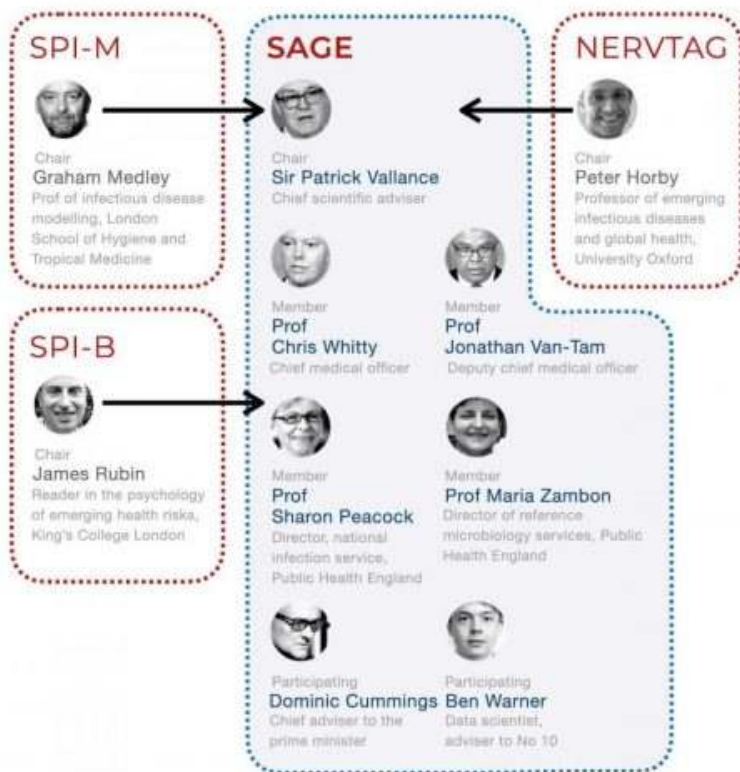 SPI-M
Chair
Graham Medley
Prof of infectious disease
modelling, London
School of Hygiene and
Tropical Medicine
SPI-B
Chair
James Rubin
Reader in the psychology
of emerging health risks,
King's College London
SAGE
Chair
Sir Patrick Vallance
Chief scientific adviser
Member
Prof
Chris Whitty
Chief medical officer
Member
Prof
Jonathan Van-Tam
Deputy chief medical officer
Member
Prof
Sharon Peacock
Director, national
infection service,
Public Health England
Member
Prof Maria Zambon
Director of reference
microbiology services, Public
Health England
Participating
Dominic Cummings
Chief adviser to the
prime minister
Participating
Ben Warner
Data scientist,
adviser to No 10
NERVTAG
Chair
Peter Horby
Professor of emerging
infectious diseases
and global health,
University Oxford